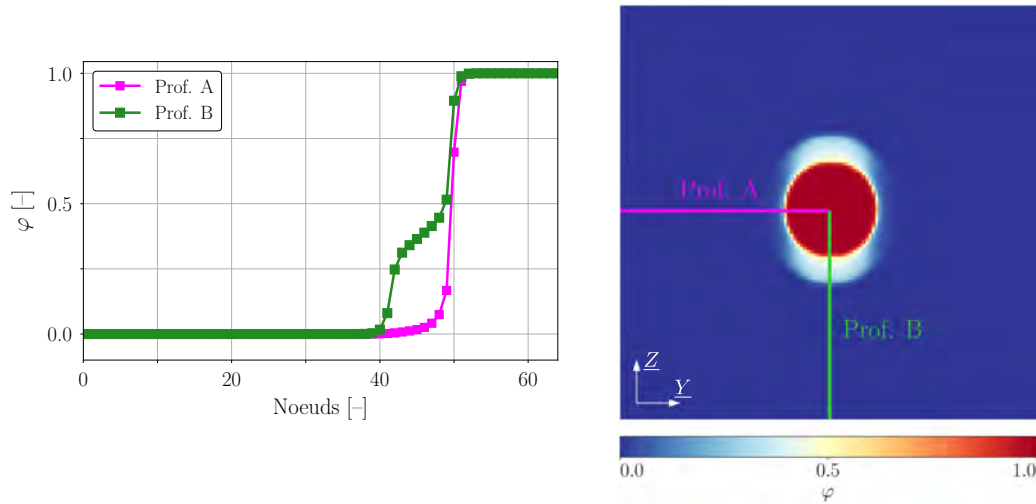 1.0
0.5
0.0
φ [–]
Prof. A
Prof. B
0
20
40
60
Noeuds [–]
Prof. A
Prof. B
Z
Y
0.0
0.5
1.0
φ